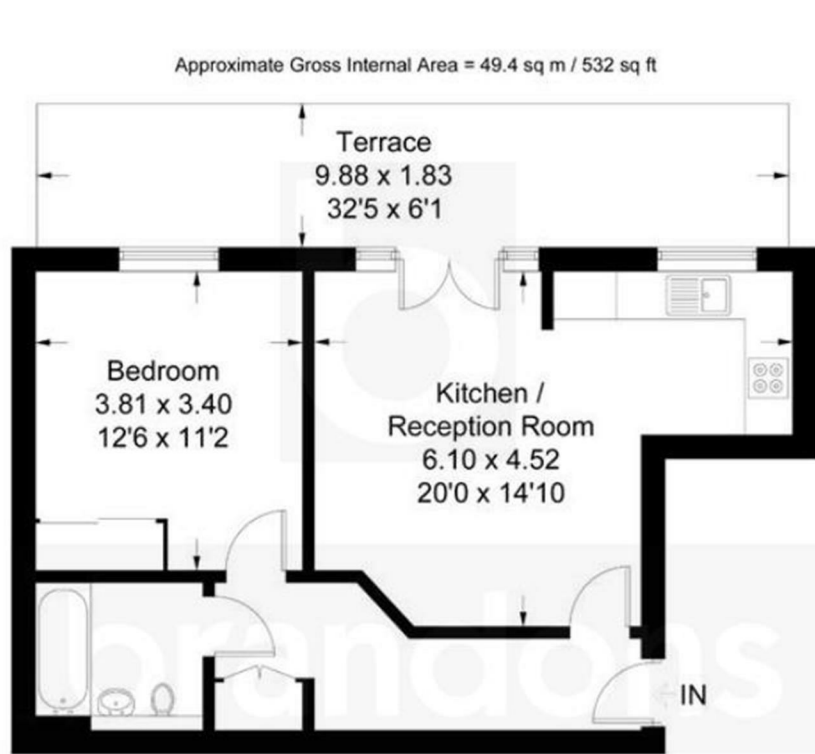 Approximate Gross Internal Area = 49.4 sq m / 532 sq ft
Terrace
9.88 x 1.83
32'5 x 6'1
Bedroom
3.81 x 3.40
12'6 x 11'2
Kitchen /
Reception Room
6.10 x 4.52
20'0 x 14'10
brandons
IN